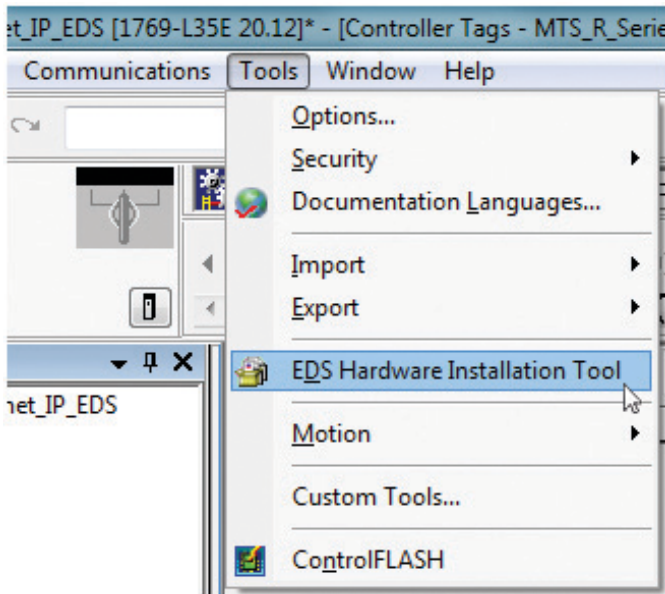 et_IP_EDS [1769-L35E 20.12]* - [Controller Tags - MTS_R_Serie
Communications Tools Window Help
Options...
Security
Documentation Languages...
Import
Export
EDS Hardware Installation Tool
net_IP_EDS
Motion
Custom Tools...
ControlFLASH